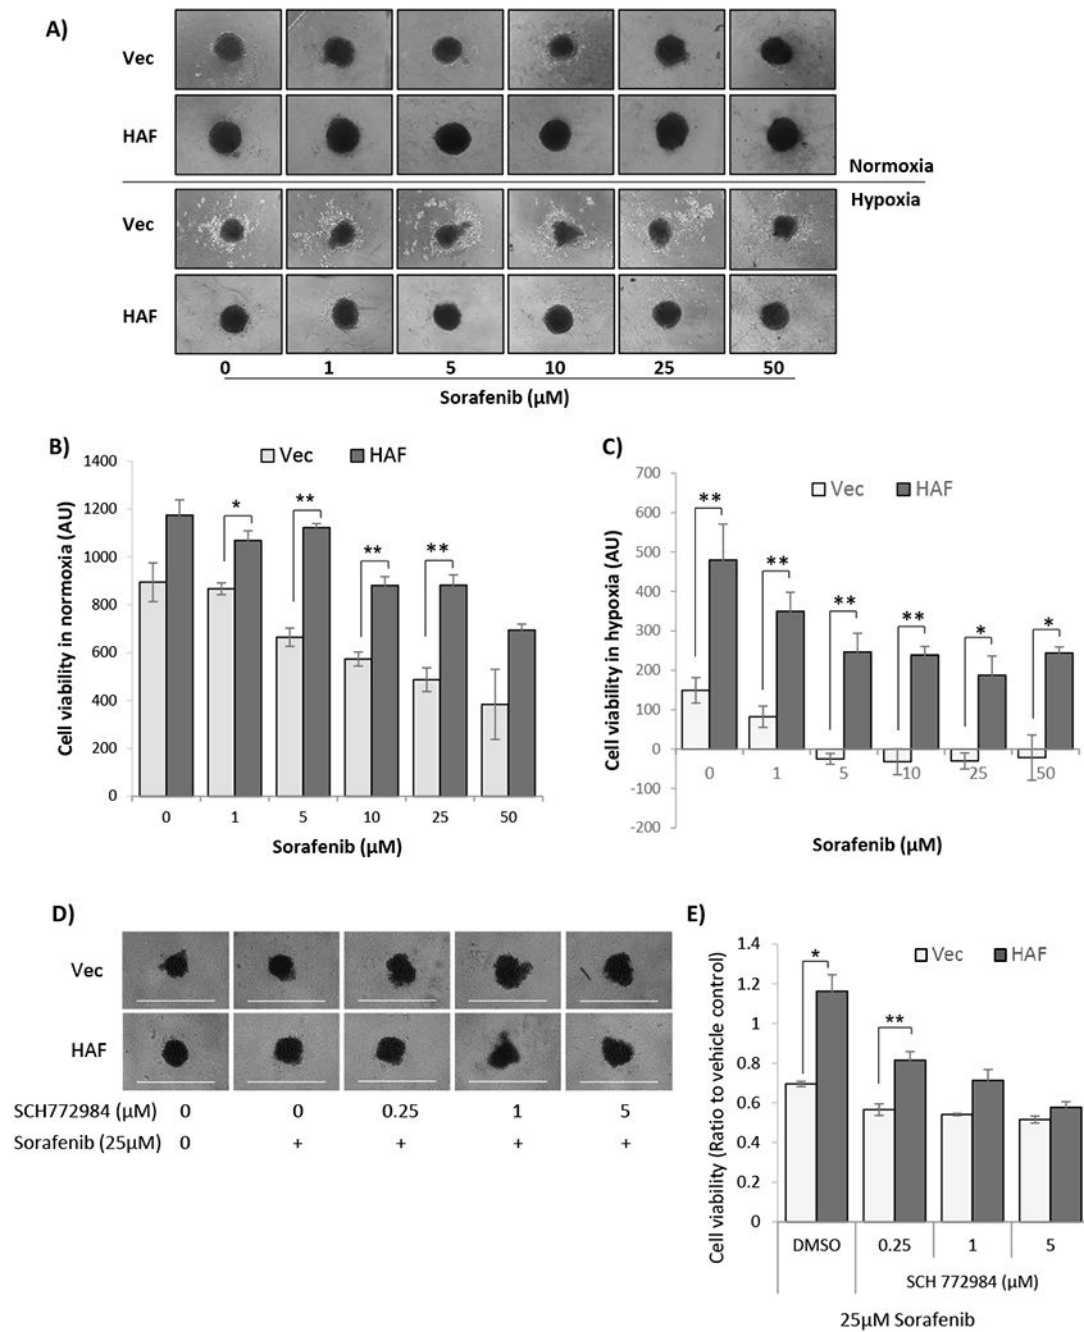 A)
Vec
HAF
Normoxia
Hypoxia
Vec
HAF
0 1 5 10 25 50
Sorafenib (µM)
B)
Vec HAF
Cell viability in normoxia (AU)
1400
1200
1000
800
600
400
200
0
* ** ** **
0 1 5 10 25 50
Sorafenib (µM)
C)
Vec HAF
Cell viability in hypoxia (AU)
700
600
500
400
300
200
100
0
-100
-200
** ** ** ** * *
0 1 5 10 25 50
Sorafenib (µM)
D)
Vec
HAF
SCH772984 (µM) 0 0 0.25 1 5
Sorafenib (25µM) 0 + + + +
E)
Vec HAF
Cell viability (Ratio to vehicle control)
1.4
1.2
1
0.8
0.6
0.4
0.2
0
* **
DMSO 0.25 1 5
SCH 772984 (µM)
25µM Sorafenib